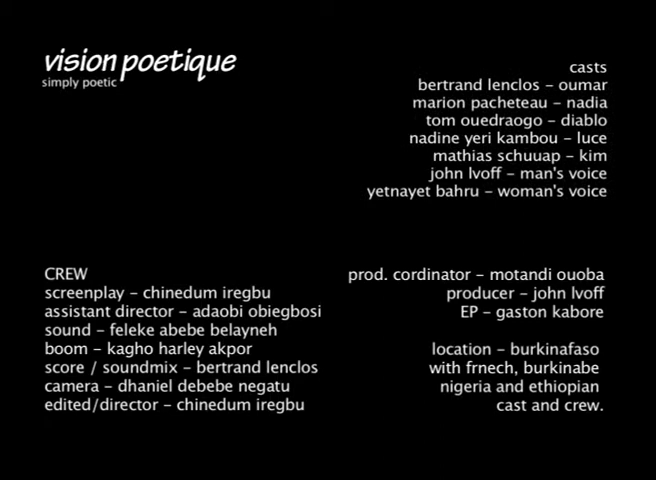 vision poetique
simply poetic
casts
bertrand lenclos – oumar
marion pacheteau – nadia
tom ouedraogo – diablo
nadine yeri kambou – luce
mathias schuuap – kim
john lvoff – man's voice
yetnayet bahru – woman's voice
CREW
screenplay – chinedum iregbu
assistant director – adaobi obiegbosi
sound – feleke abebe belayneh
boom – kagho harley akpor
score / soundmix – bertrand lenclos
camera – dhaniel debebe negatu
edited/director – chinedum iregbu
prod. cordinator – motandi ouoba
producer – john lvoff
EP – gaston kabore
location – burkinafaso
with frnech, burkinabe
nigeria and ethiopian
cast and crew.